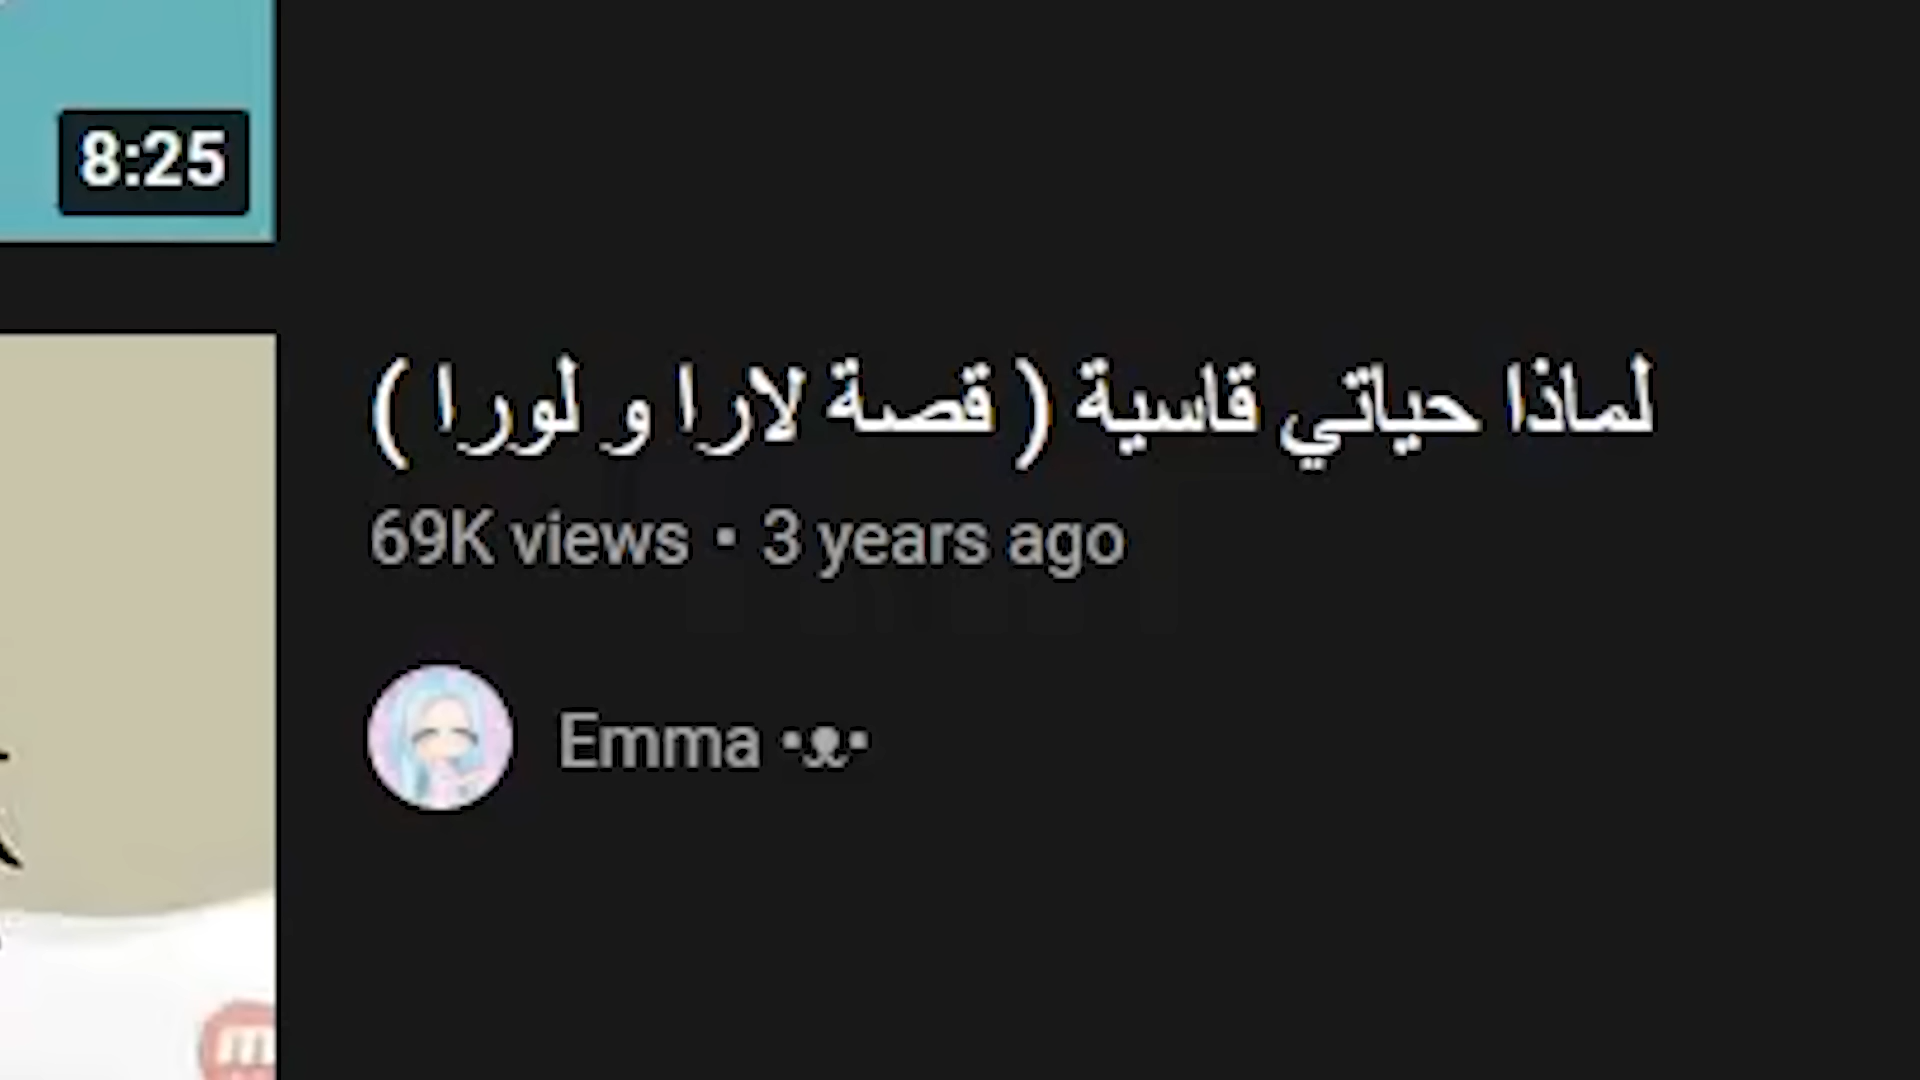 8:25
لماذا حياتي قاسية ( قصة لارا و لورا )
69K views • 3 years ago
Emma •ᴥ•
m